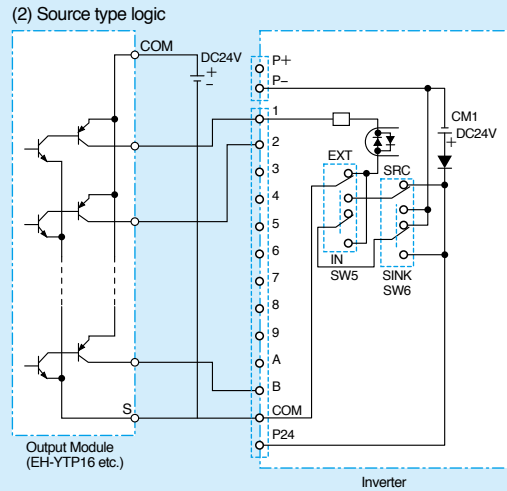 (2) Source type logic
COM
DC24V
+
-
S
Output Module
(EH-YTP16 etc.)
P+
P-
1
2
3
4
5
6
7
8
9
A
B
COM
P24
EXT
IN
SW5
SRC
SINK
SW6
CM1
DC24V
+
Inverter